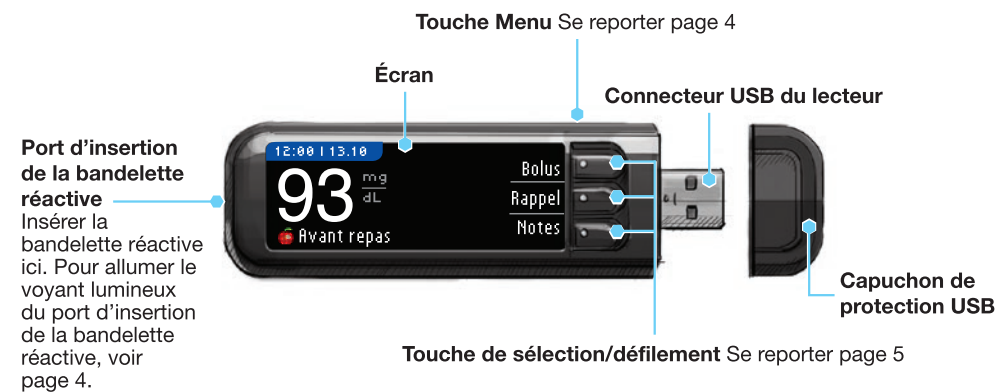 Touche Menu Se reporter page 4
Écran
Connecteur USB du lecteur
Port d’insertion
de la bandelette
réactive
Insérer la
bandelette réactive
ici. Pour allumer le
voyant lumineux
du port d’insertion
de la bandelette
réactive, voir
page 4.
12:00 | 13.10
93 mg
dL
Avant repas
Bolus
Rappel
Notes
Capuchon de
protection USB
Touche de sélection/défilement Se reporter page 5